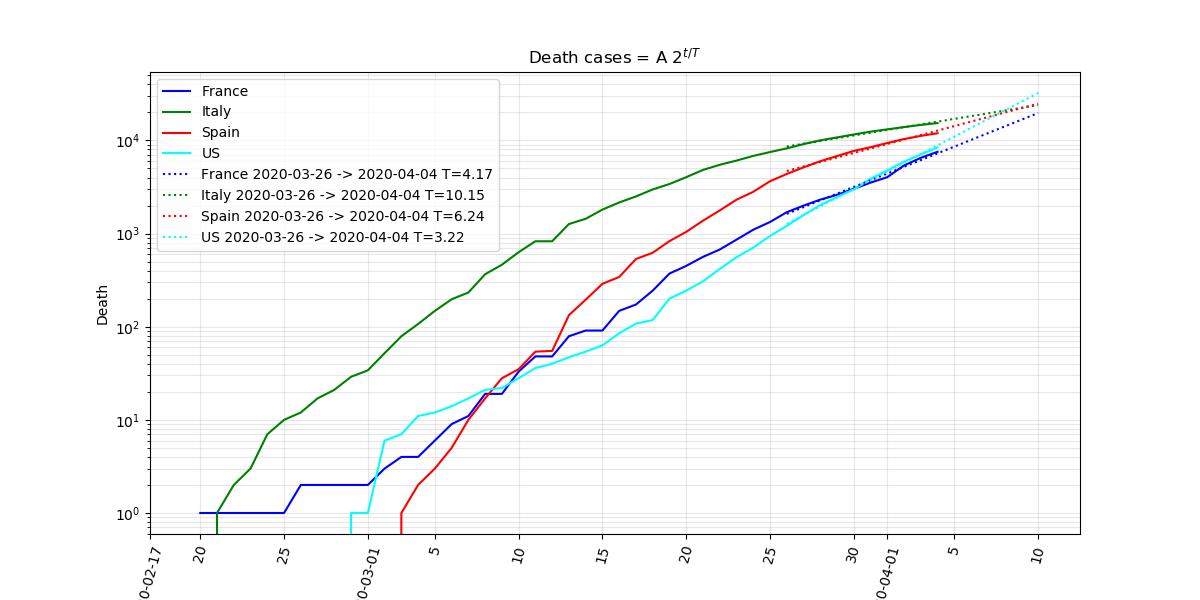 Death cases = A 2^{t/T}
France
Italy
Spain
US
France 2020-03-26 -> 2020-04-04 T=4.17
Italy 2020-03-26 -> 2020-04-04 T=10.15
Spain 2020-03-26 -> 2020-04-04 T=6.24
US 2020-03-26 -> 2020-04-04 T=3.22
Death
10^4
10^3
10^2
10^1
10^0
0-02-17
20
25
0-03-01
5
10
15
20
25
30
0-04-01
5
10